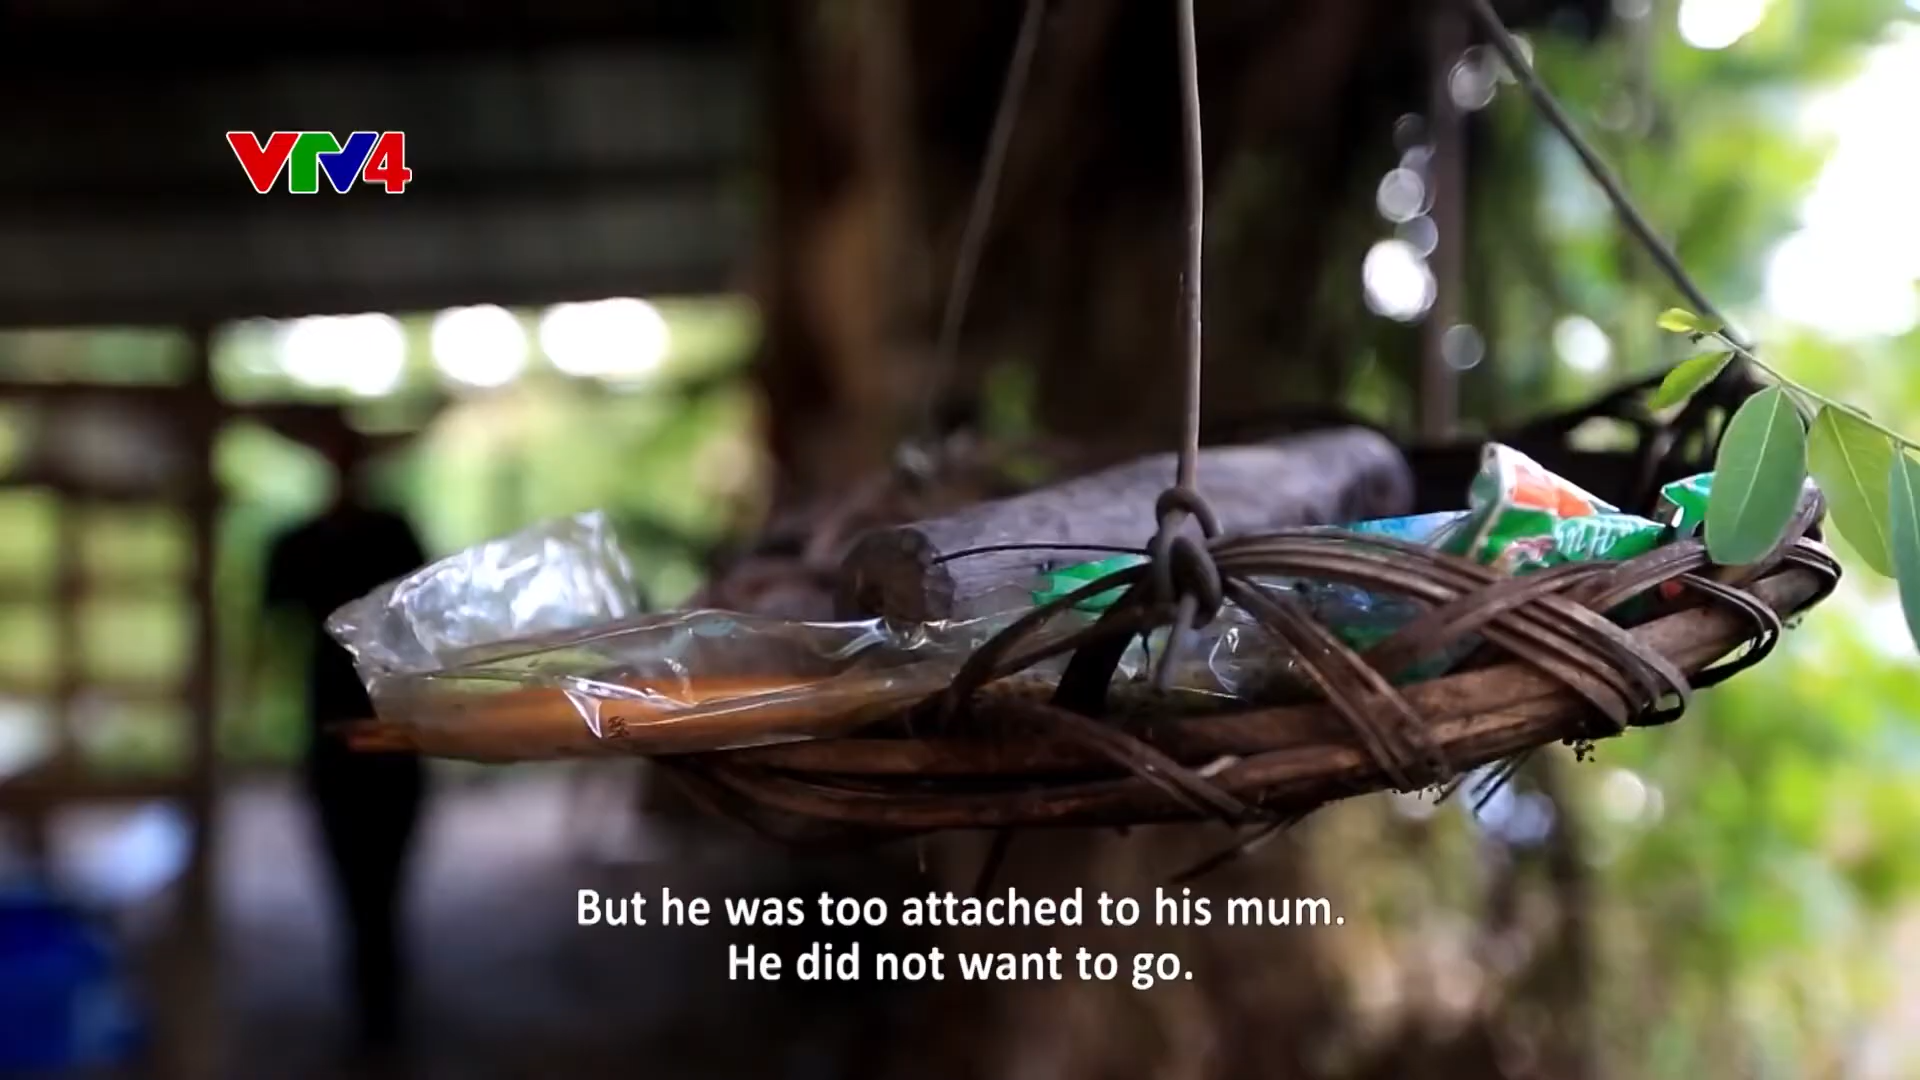 VTV4
But he was too attached to his mum.
He did not want to go.